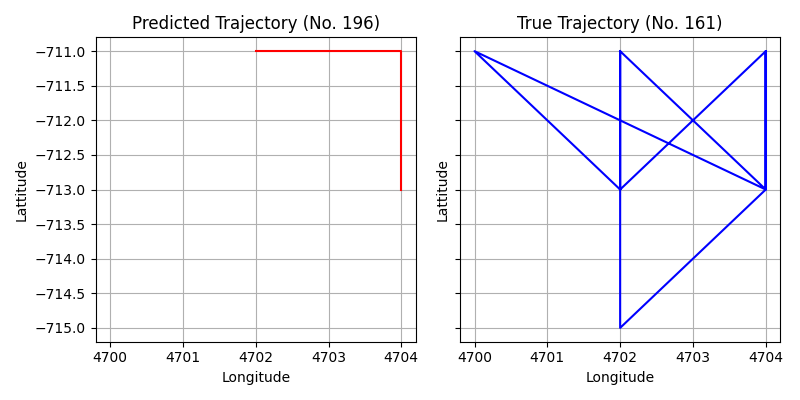 Predicted Trajectory (No. 196)
True Trajectory (No. 161)
−711.0
−711.5
−712.0
−712.5
−713.0
−713.5
−714.0
−714.5
−715.0
Lattitude
Lattitude
4700 4701 4702 4703 4704
4700 4701 4702 4703 4704
Longitude
Longitude